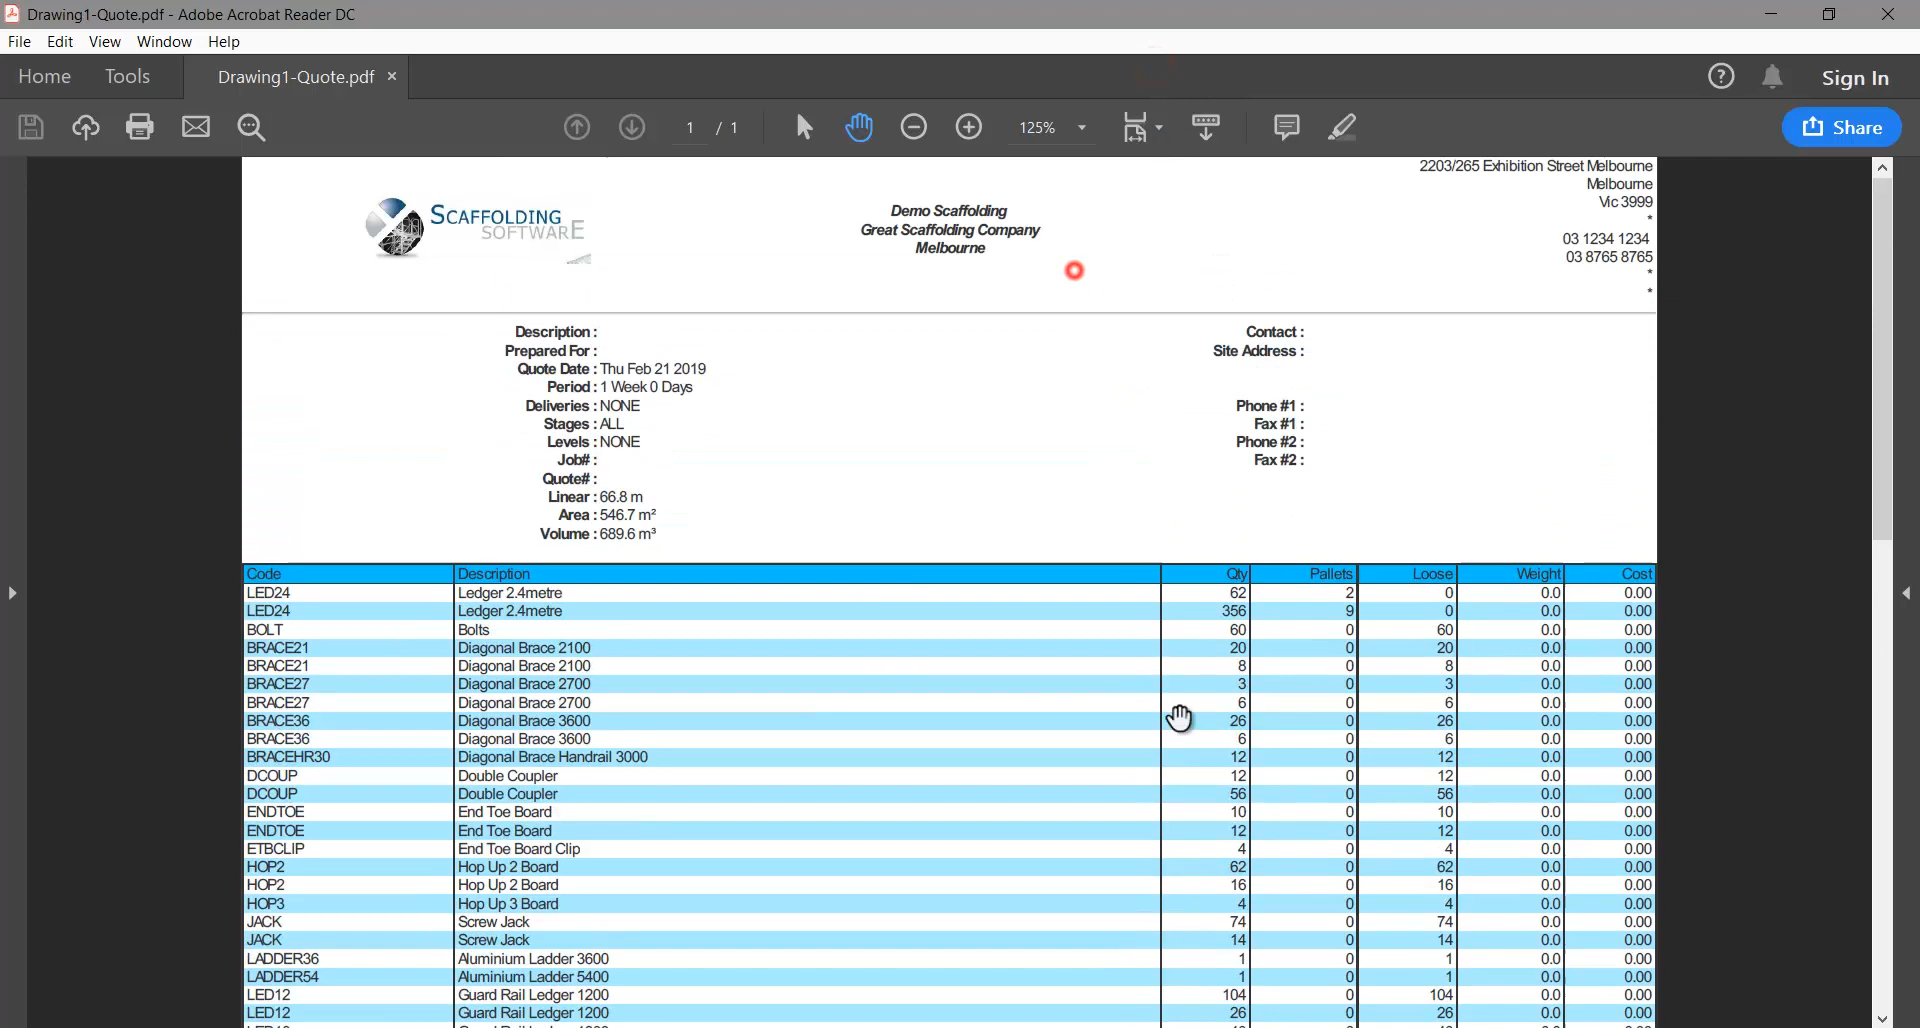 Drawing1-Quote.pdf - Adobe Acrobat Reader DC
File Edit View Window Help
Home Tools Drawing1-Quote.pdf × Sign In
1 / 1 125% Share
2203/265 Exhibition Street Melbourne
Melbourne
Vic 3999
*
03 1234 1234
03 8765 8765
*
*
SCAFFOLDING
SOFTWARE
Demo Scaffolding
Great Scaffolding Company
Melbourne
Description : Contact :
Prepared For : Site Address :
Quote Date : Thu Feb 21 2019
Period : 1 Week 0 Days
Deliveries : NONE Phone #1 :
Stages : ALL Fax #1 :
Levels : NONE Phone #2 :
Job# : Fax #2 :
Quote# :
Linear : 66.8 m
Area : 546.7 m²
Volume : 689.6 m³
Code Description Qty Pallets Loose Weight Cost
LED24 Ledger 2.4metre 62 2 0 0.0 0.00
LED24 Ledger 2.4metre 356 9 0 0.0 0.00
BOLT Bolts 60 0 60 0.0 0.00
BRACE21 Diagonal Brace 2100 20 0 20 0.0 0.00
BRACE21 Diagonal Brace 2100 8 0 8 0.0 0.00
BRACE27 Diagonal Brace 2700 3 0 3 0.0 0.00
BRACE27 Diagonal Brace 2700 6 0 6 0.0 0.00
BRACE36 Diagonal Brace 3600 26 0 26 0.0 0.00
BRACE36 Diagonal Brace 3600 6 0 6 0.0 0.00
BRACEHR30 Diagonal Brace Handrail 3000 12 0 12 0.0 0.00
DCOUP Double Coupler 12 0 12 0.0 0.00
DCOUP Double Coupler 56 0 56 0.0 0.00
ENDTOE End Toe Board 10 0 10 0.0 0.00
ENDTOE End Toe Board 12 0 12 0.0 0.00
ETBCLIP End Toe Board Clip 4 0 4 0.0 0.00
HOP2 Hop Up 2 Board 62 0 62 0.0 0.00
HOP2 Hop Up 2 Board 16 0 16 0.0 0.00
HOP3 Hop Up 3 Board 4 0 4 0.0 0.00
JACK Screw Jack 74 0 74 0.0 0.00
JACK Screw Jack 14 0 14 0.0 0.00
LADDER36 Aluminium Ladder 3600 1 0 1 0.0 0.00
LADDER54 Aluminium Ladder 5400 1 0 1 0.0 0.00
LED12 Guard Rail Ledger 1200 104 0 104 0.0 0.00
LED12 Guard Rail Ledger 1200 26 0 26 0.0 0.00